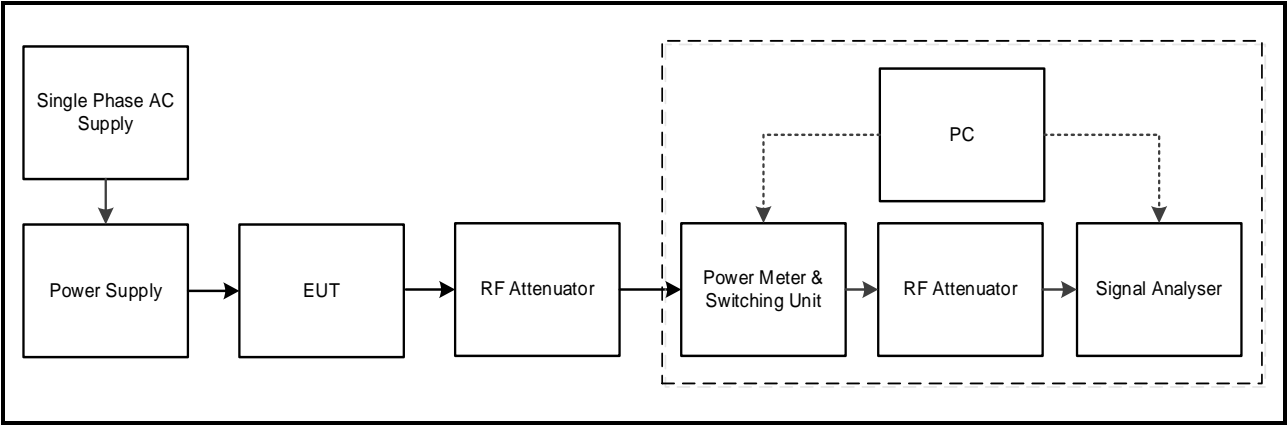 Single Phase AC
Supply
PC
Power Supply
EUT
RF Attenuator
Power Meter &
Switching Unit
RF Attenuator
Signal Analyser